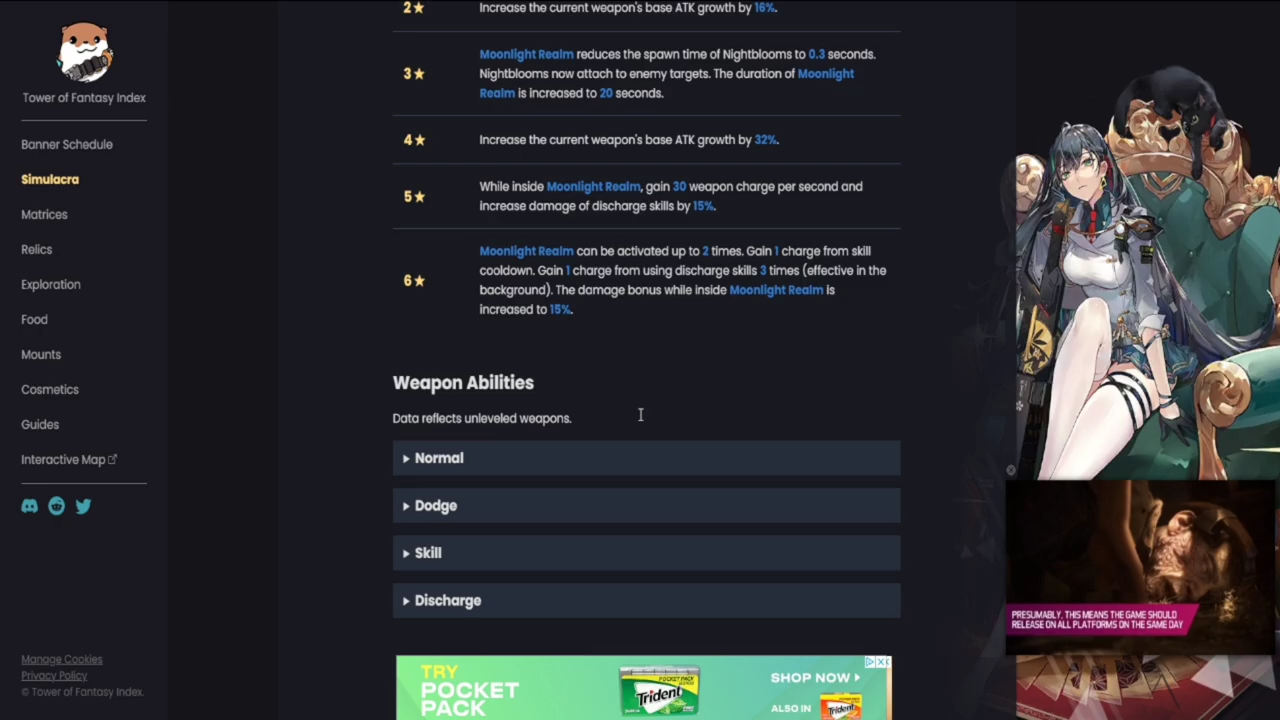 Tower of Fantasy Index
Banner Schedule
Simulacra
Matrices
Relics
Exploration
Food
Mounts
Cosmetics
Guides
Interactive Map
Manage Cookies
Privacy Policy
© Tower of Fantasy Index.
2★ Increase the current weapon's base ATK growth by 16%.
3★ Moonlight Realm reduces the spawn time of Nightblooms to 0.3 seconds.
Nightblooms now attach to enemy targets. The duration of Moonlight
Realm is increased to 20 seconds.
4★ Increase the current weapon's base ATK growth by 32%.
5★ While inside Moonlight Realm, gain 30 weapon charge per second and
increase damage of discharge skills by 15%.
6★ Moonlight Realm can be activated up to 2 times. Gain 1 charge from skill
cooldown. Gain 1 charge from using discharge skills 3 times (effective in the
background). The damage bonus while inside Moonlight Realm is
increased to 15%.
Weapon Abilities
Data reflects unleveled weapons.
Normal
Dodge
Skill
Discharge
TRY
POCKET
PACK
POCKET PACK
Trident
SHOP NOW
ALSO IN
Trident
PRESUMABLY, THIS MEANS THE GAME SHOULD
RELEASE ON ALL PLATFORMS ON THE SAME DAY